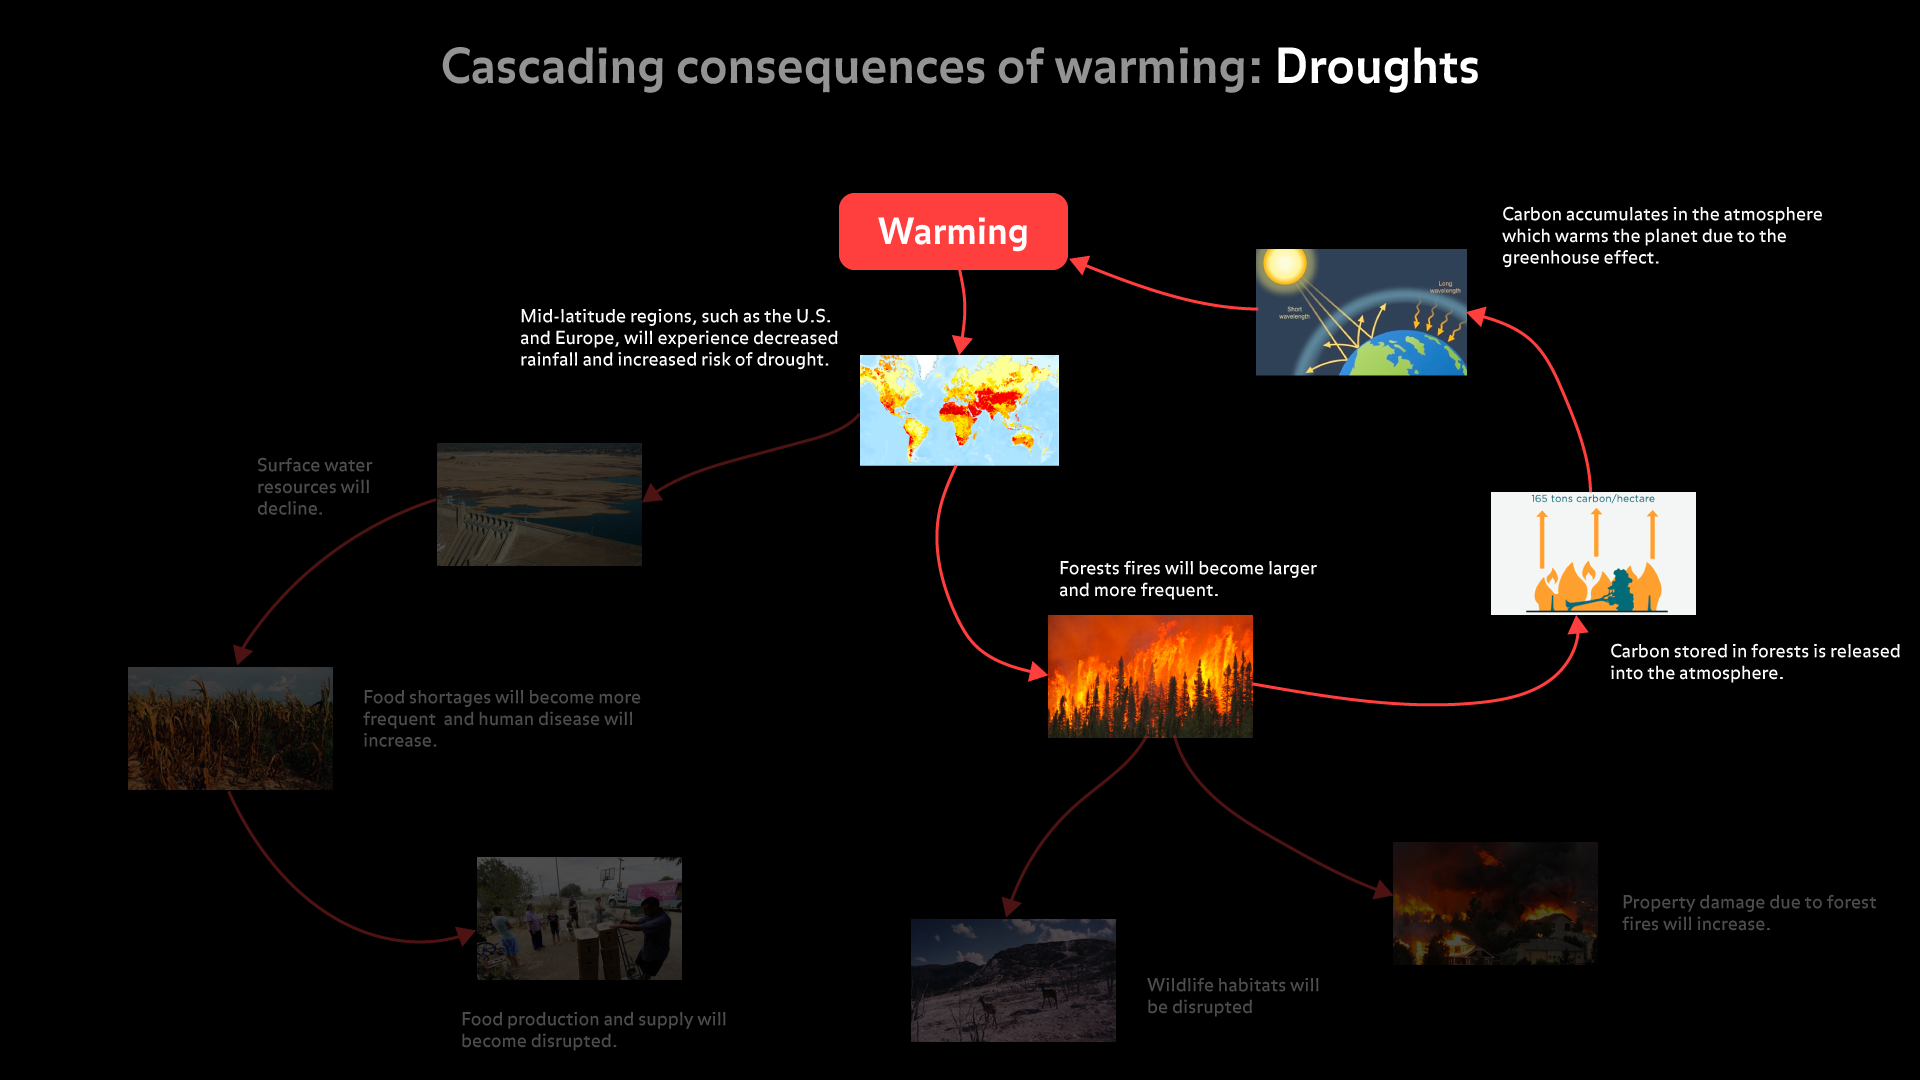 Cascading consequences of warming: Droughts
Warming
Carbon accumulates in the atmosphere
which warms the planet due to the
greenhouse effect.
Long
wavelength
Short
wavelength
Mid-latitude regions, such as the U.S.
and Europe, will experience decreased
rainfall and increased risk of drought.
Surface water
resources will
decline.
165 tons carbon/hectare
Forests fires will become larger
and more frequent.
Carbon stored in forests is released
into the atmosphere.
Food shortages will become more
frequent  and human disease will
increase.
Property damage due to forest
fires will increase.
Wildlife habitats will
be disrupted
Food production and supply will
become disrupted.